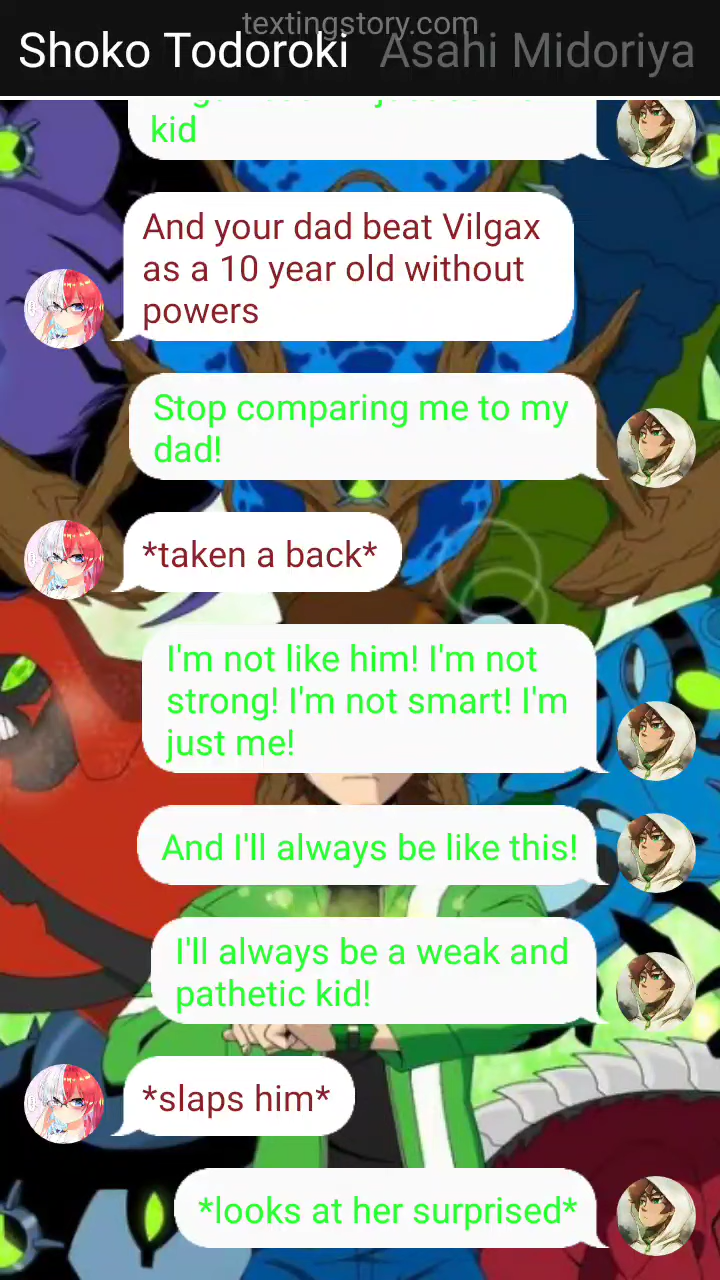 textingstory.com
Shoko Todoroki Asahi Midoriya
kid
And your dad beat Vilgax
as a 10 year old without
powers
Stop comparing me to my
dad!
*taken a back*
I'm not like him! I'm not
strong! I'm not smart! I'm
just me!
And I'll always be like this!
I'll always be a weak and
pathetic kid!
*slaps him*
*looks at her surprised*